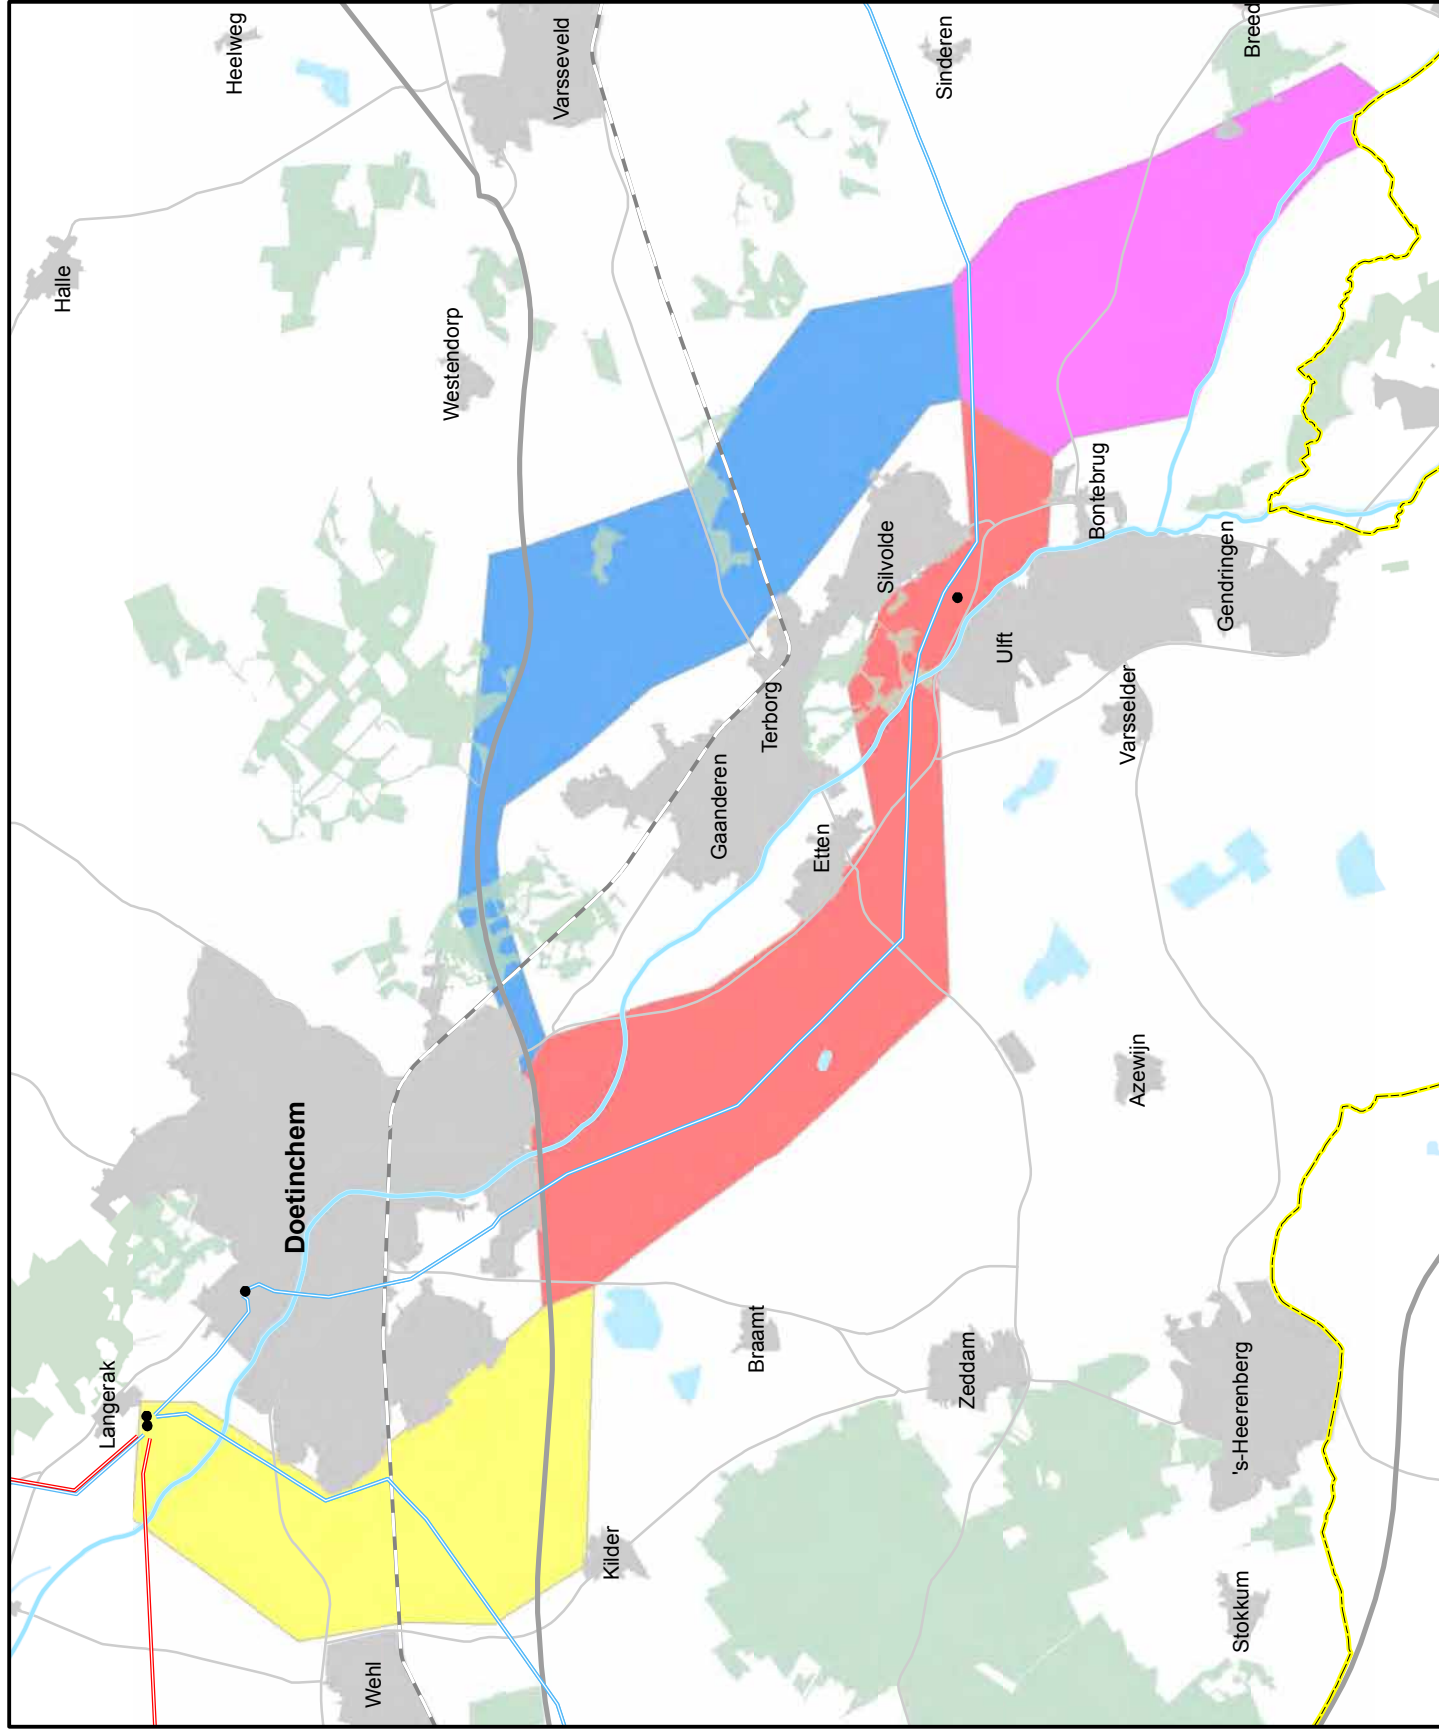 Heelweg
Varsseveld
Sinderen
Breed
Halle
Westendorp
Silvolde
Bontebrug
Gendringen
Ulft
Terborg
Varsselder
Gaanderen
Etten
Doetinchem
Azewijn
Langerak
Braamt
Zeddam
's-Heerenberg
Kilder
Stokkum
Wehl